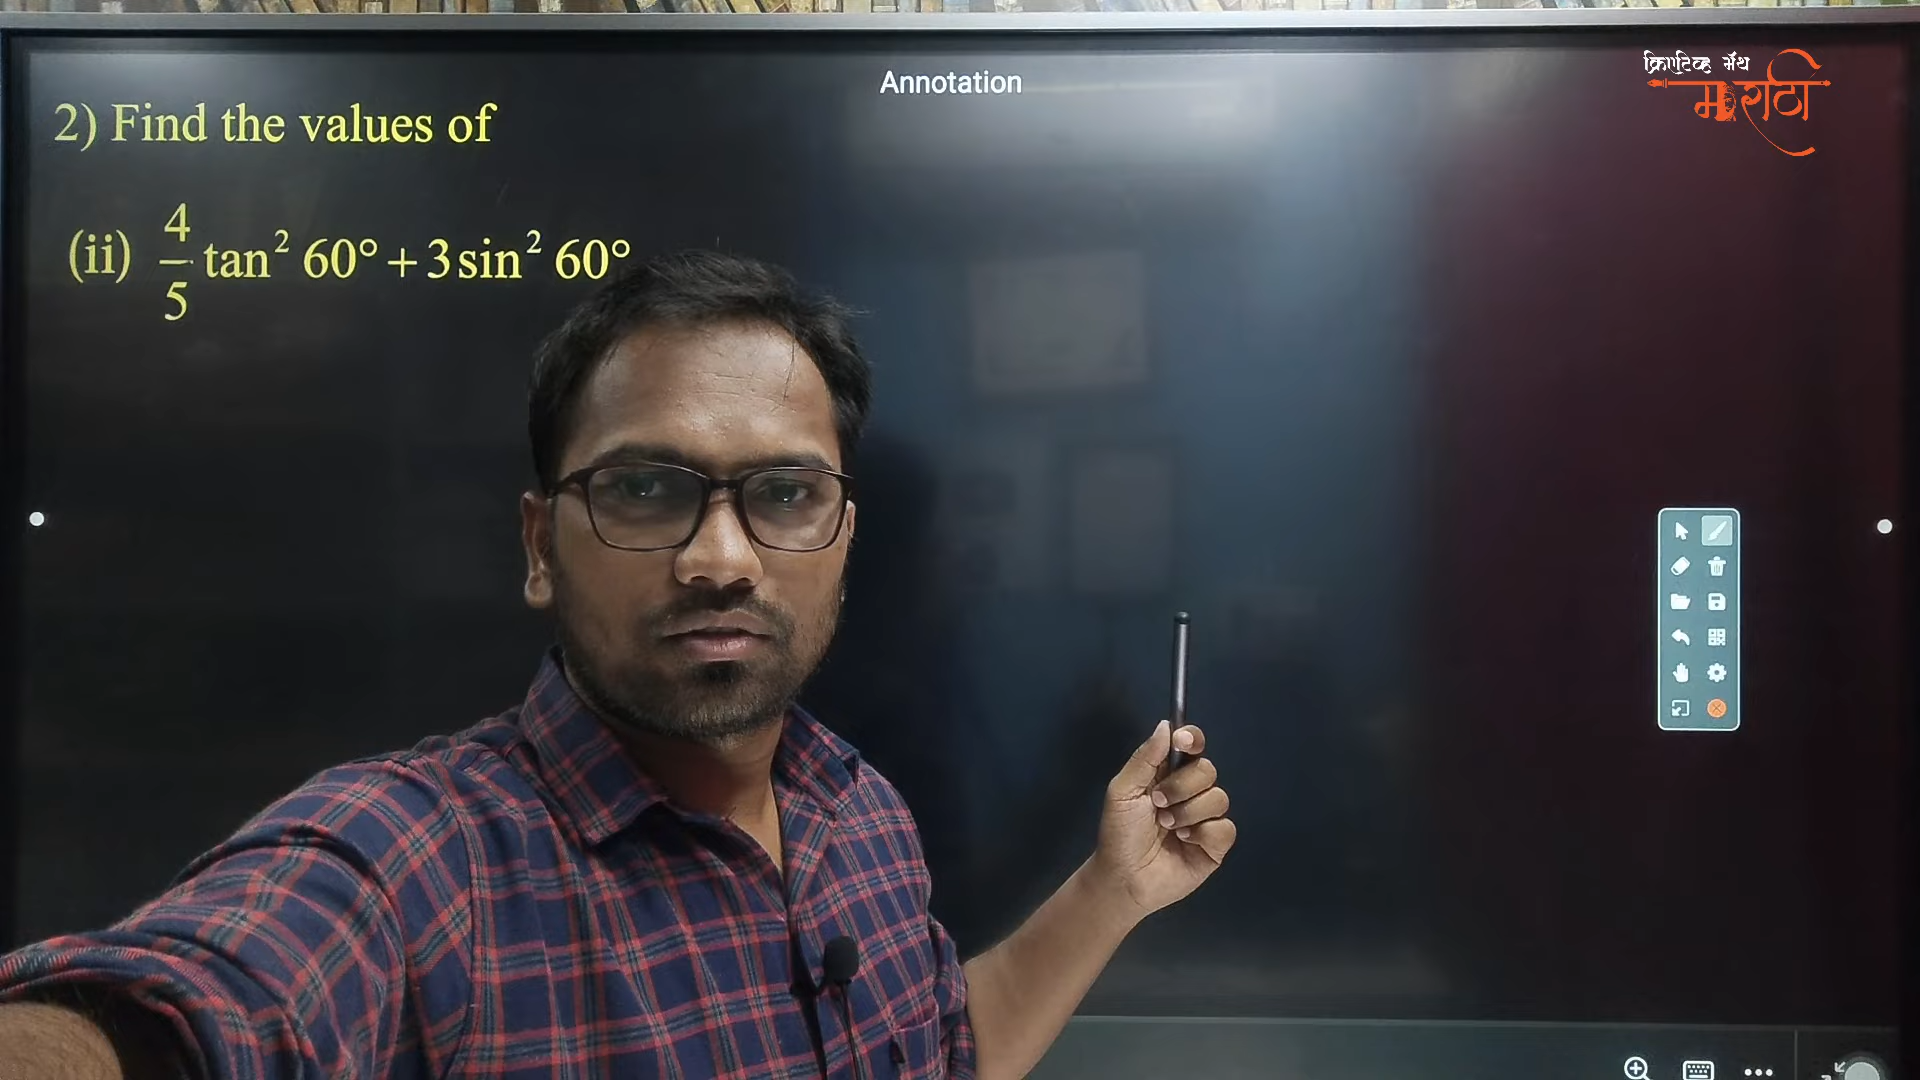 Annotation
क्रिएटिव्ह मॅथ
मराठी
2) Find the values of
(ii) 4/5 tan² 60° + 3 sin² 60°